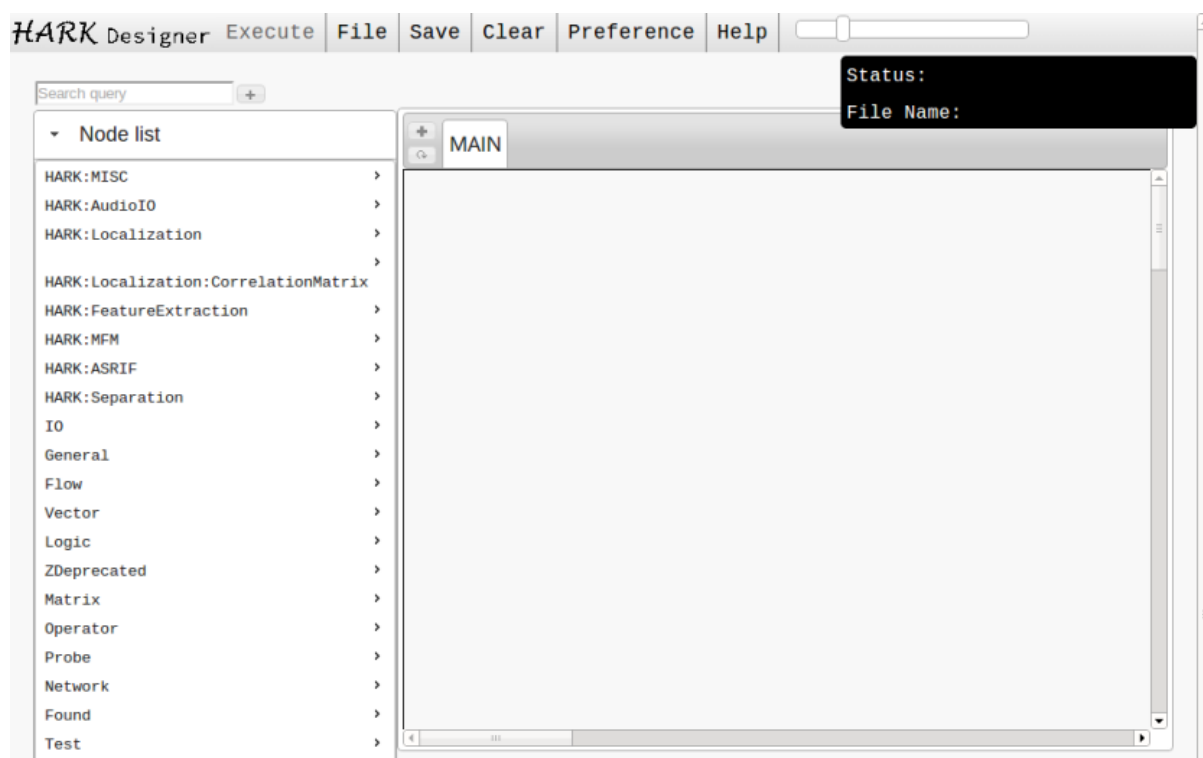 HARK Designer Execute File Save Clear Preference Help
Status:
File Name:
Search query
Node list
MAIN
HARK:MISC
HARK:AudioIO
HARK:Localization
HARK:Localization:CorrelationMatrix
HARK:FeatureExtraction
HARK:MFM
HARK:ASRIF
HARK:Separation
IO
General
Flow
Vector
Logic
ZDeprecated
Matrix
Operator
Probe
Network
Found
Test